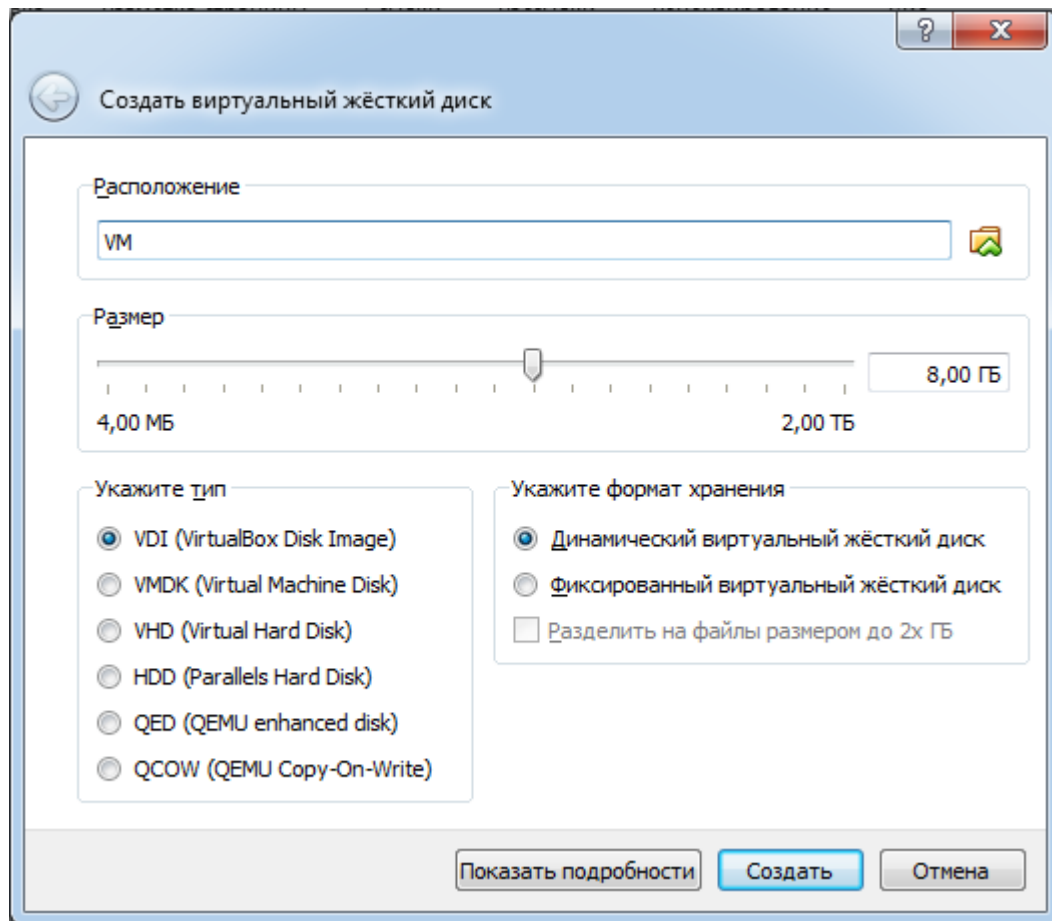 Создать виртуальный жёсткий диск
Расположение
VM
Размер
8,00 ГБ
4,00 МБ
2,00 ТБ
Укажите тип
VDI (VirtualBox Disk Image)
VMDK (Virtual Machine Disk)
VHD (Virtual Hard Disk)
HDD (Parallels Hard Disk)
QED (QEMU enhanced disk)
QCOW (QEMU Copy-On-Write)
Укажите формат хранения
Динамический виртуальный жёсткий диск
Фиксированный виртуальный жёсткий диск
Разделить на файлы размером до 2х ГБ
Показать подробности
Создать
Отмена